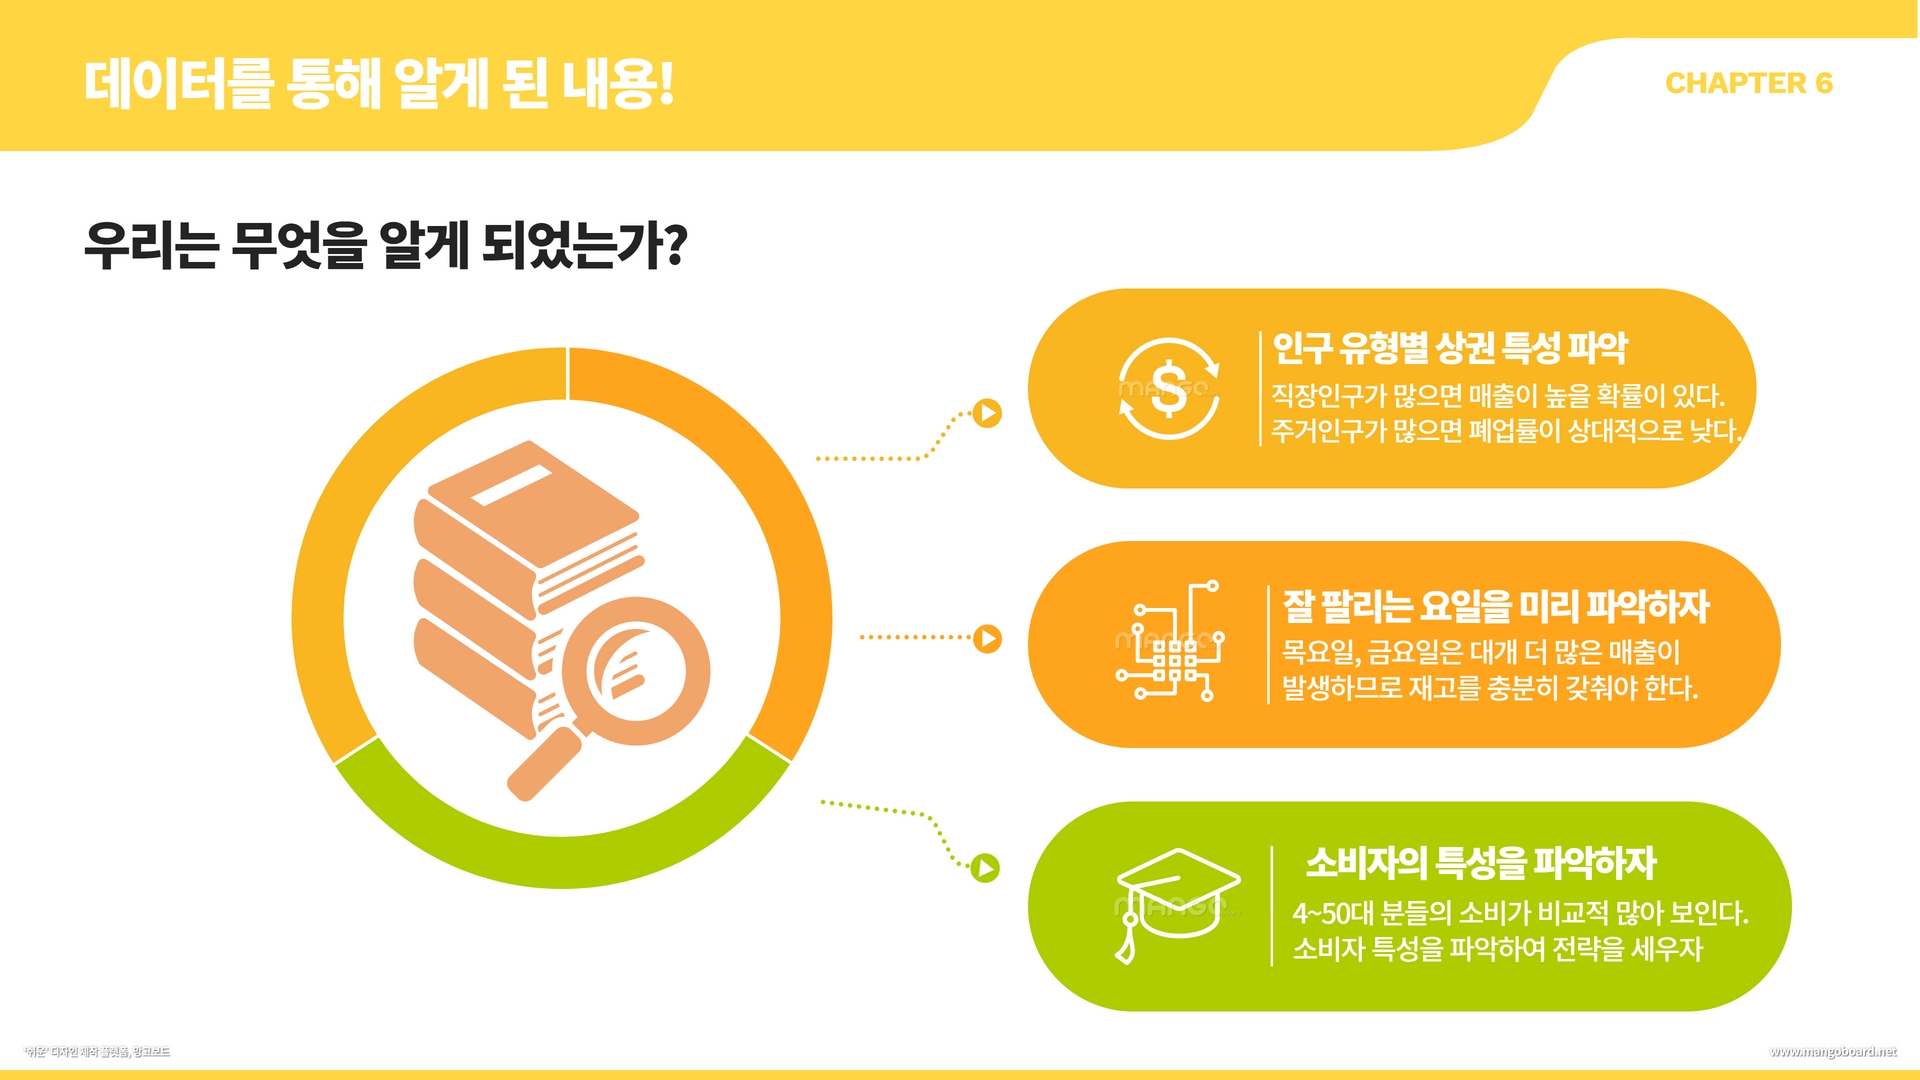 데이터를 통해 알게 된 내용!
CHAPTER 6
우리는 무엇을 알게 되었는가?
인구 유형별 상권 특성 파악
직장인구가 많으면 매출이 높을 확률이 있다.
주거인구가 많으면 폐업률이 상대적으로 낮다.
잘 팔리는 요일을 미리 파악하자
목요일, 금요일은 대개 더 많은 매출이
발생하므로 재고를 충분히 갖춰야 한다.
소비자의 특성을 파악하자
4~50대 분들의 소비가 비교적 많아 보인다.
소비자 특성을 파악하여 전략을 세우자
'쉬운' 디자인 제작 플랫폼, 망고보드
www.mangoboard.net